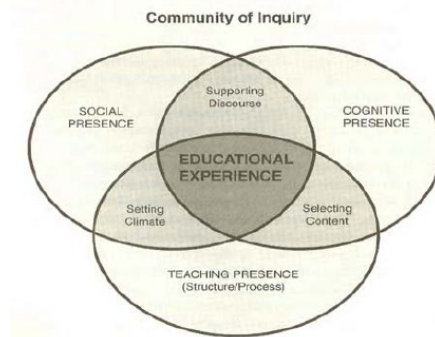 Community of Inquiry
Supporting
Discourse
SOCIAL
PRESENCE
COGNITIVE
PRESENCE
EDUCATIONAL
EXPERIENCE
Setting
Climate
Selecting
Content
TEACHING PRESENCE
(Structure/Process)